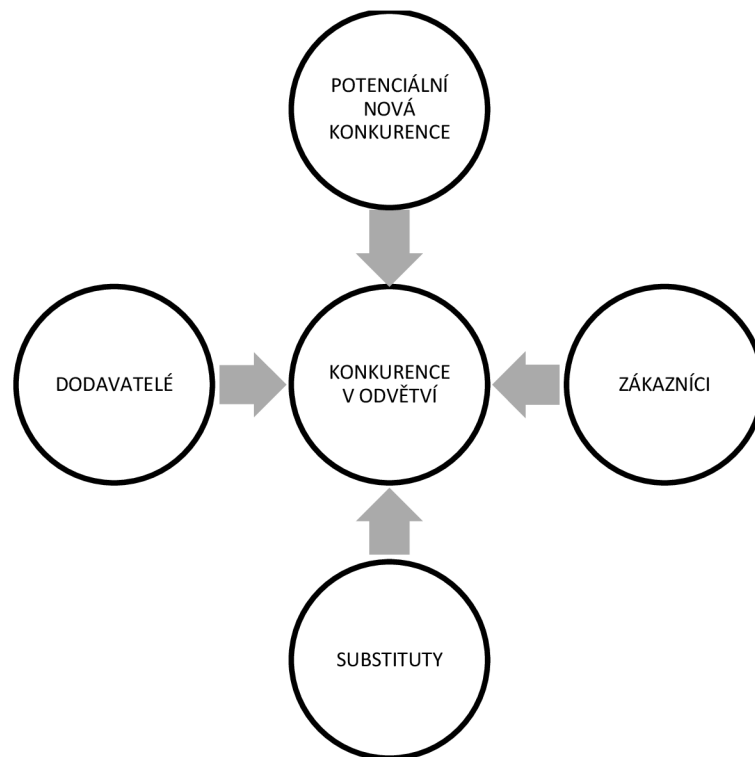 POTENCIÁLNÍ
NOVÁ
KONKURENCE
DODAVATELÉ
KONKURENCE
V ODVĚTVÍ
ZÁKAZNÍCI
SUBSTITUTY